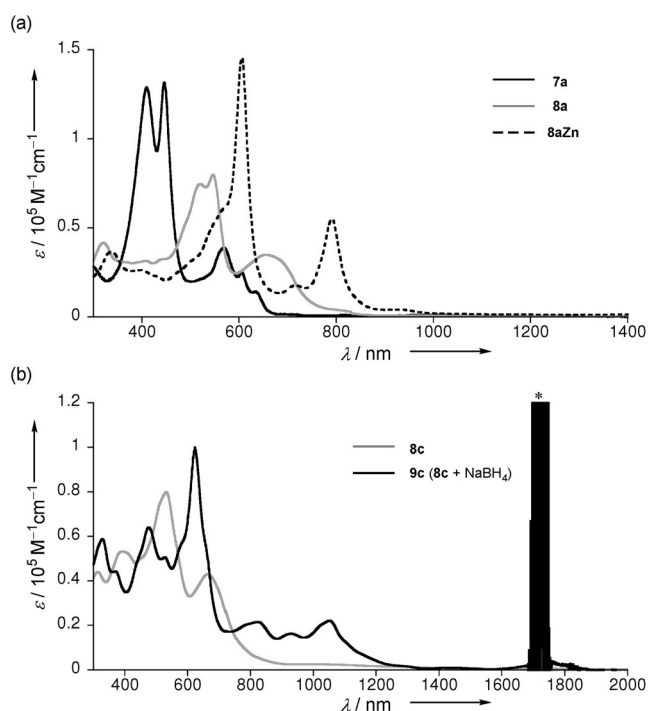 (a)
1.5
1
0.5
0
ε / 10⁵ M⁻¹cm⁻¹
7a
8a
8aZn
400 600 800 1000 1200 1400
λ / nm
(b)
1.2
1
0.8
0.6
0.4
0.2
0
ε / 10⁵ M⁻¹cm⁻¹
*
8c
9c (8c + NaBH₄)
400 600 800 1000 1200 1400 1600 1800 2000
λ / nm